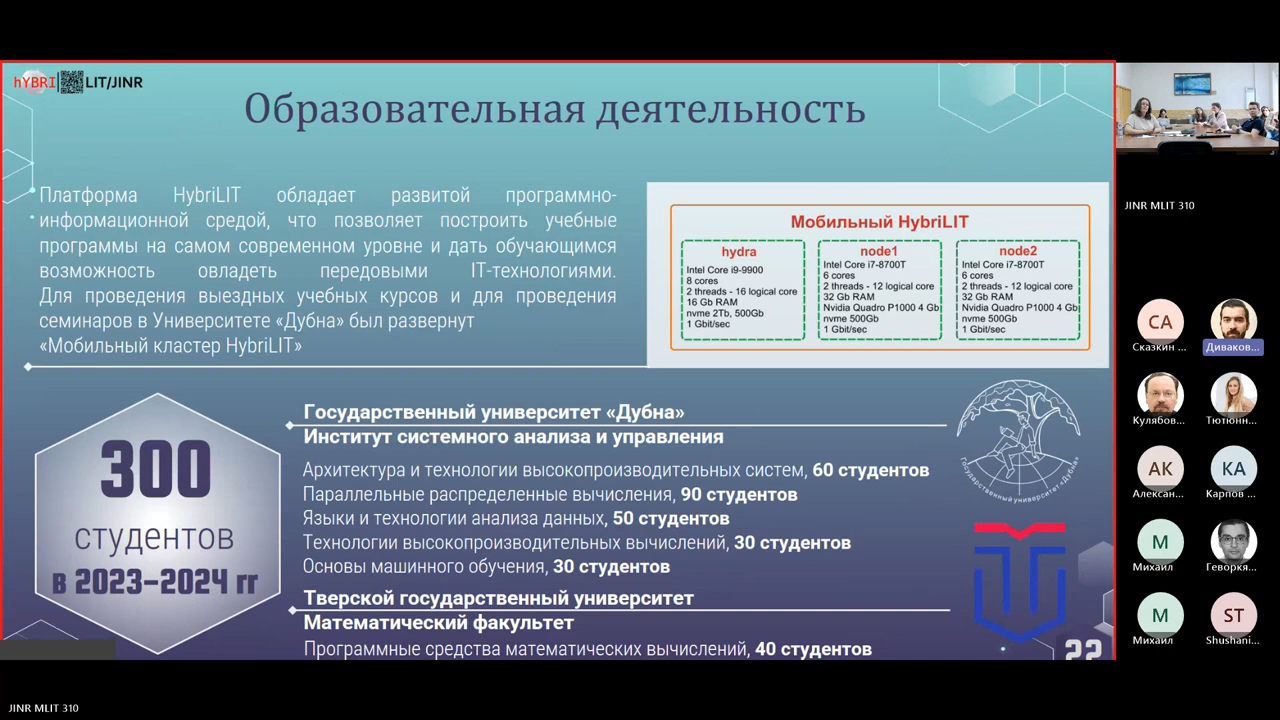 hYBRI LIT/JINR
Образовательная деятельность
Платформа HybriLIT обладает развитой программно-
информационной средой, что позволяет построить учебные
программы на самом современном уровне и дать обучающимся
возможность овладеть передовыми IT-технологиями.
Для проведения выездных учебных курсов и для проведения
семинаров в Университете «Дубна» был развернут
«Мобильный кластер HybriLIT»
Мобильный HybriLIT
hydra
Intel Core i9-9900
8 cores
2 threads - 16 logical core
16 Gb RAM
nvme 2Tb, 500Gb
1 Gbit/sec
node1
Intel Core i7-8700T
6 cores
2 threads - 12 logical core
32 Gb RAM
Nvidia Quadro P1000 4 Gb
nvme 500Gb
1 Gbit/sec
node2
Intel Core i7-8700T
6 cores
2 threads - 12 logical core
32 Gb RAM
Nvidia Quadro P1000 4 Gb
nvme 500Gb
1 Gbit/sec
300
студентов
в 2023–2024 гг
Государственный университет «Дубна»
Институт системного анализа и управления
Архитектура и технологии высокопроизводительных систем, 60 студентов
Параллельные распределенные вычисления, 90 студентов
Языки и технологии анализа данных, 50 студентов
Технологии высокопроизводительных вычислений, 30 студентов
Основы машинного обучения, 30 студентов
Тверской государственный университет
Математический факультет
Программные средства математических вычислений, 40 студентов
Государственный университет «Дубна»
22
JINR MLIT 310
СА
Сказкин ...
Диваков...
Кулябов...
Тютюнн...
АК
Алексан...
КА
Карпов ...
М
Михаил
Геворкя...
М
Михаил
ST
Shushani...
JINR MLIT 310